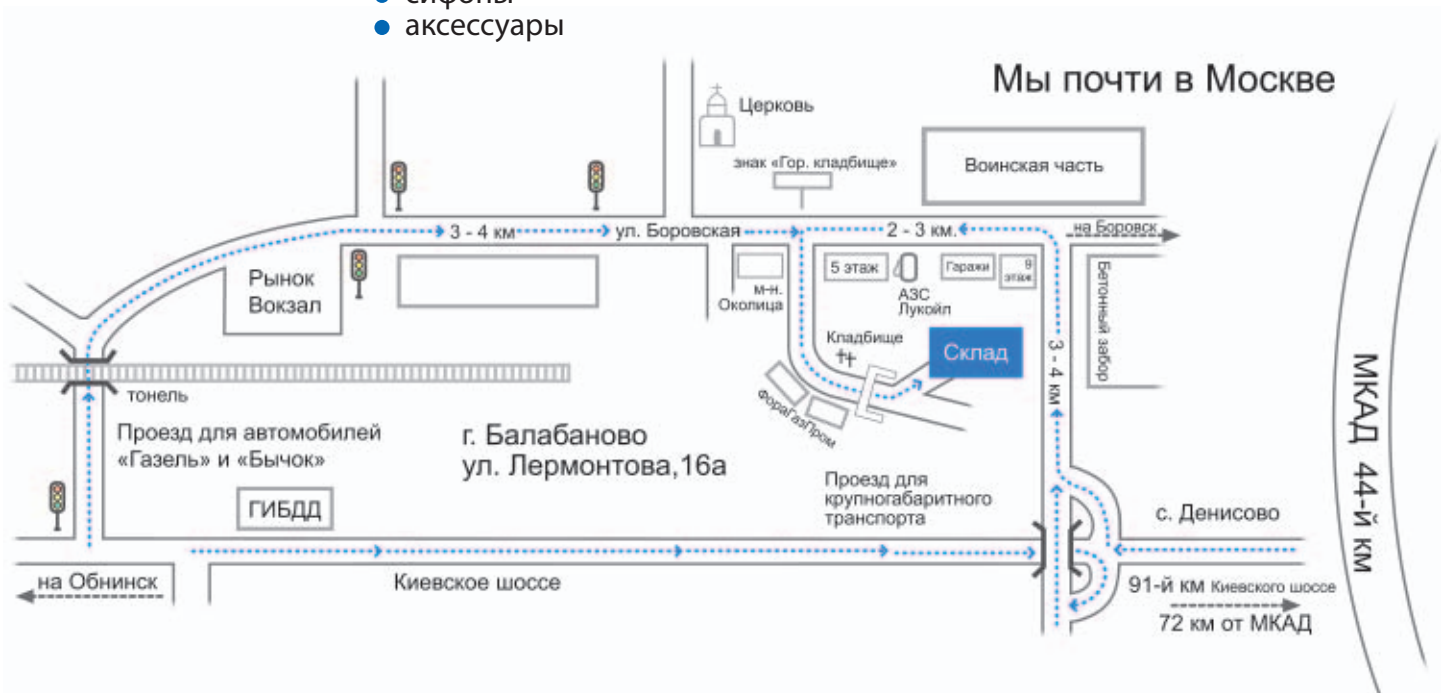 сифоны
аксессуары
Мы почти в Москве
Церковь
знак «Гор. кладбище»
Воинская часть
3 - 4 км
ул. Боровская
2 - 3 км.
на Боровск
Рынок
Вокзал
м-н.
Околица
5 этаж
АЗС
Лукойл
Гаражи
9
этаж
Бетонный забор
Кладбище
Склад
3 - 4 км
МКАД 44-й км
тонель
ФораГазПром
Проезд для автомобилей
«Газель» и «Бычок»
г. Балабаново
ул. Лермонтова,16а
Проезд для
крупногабаритного
транспорта
ГИБДД
с. Денисово
на Обнинск
Киевское шоссе
91-й км Киевского шоссе
72 км от МКАД